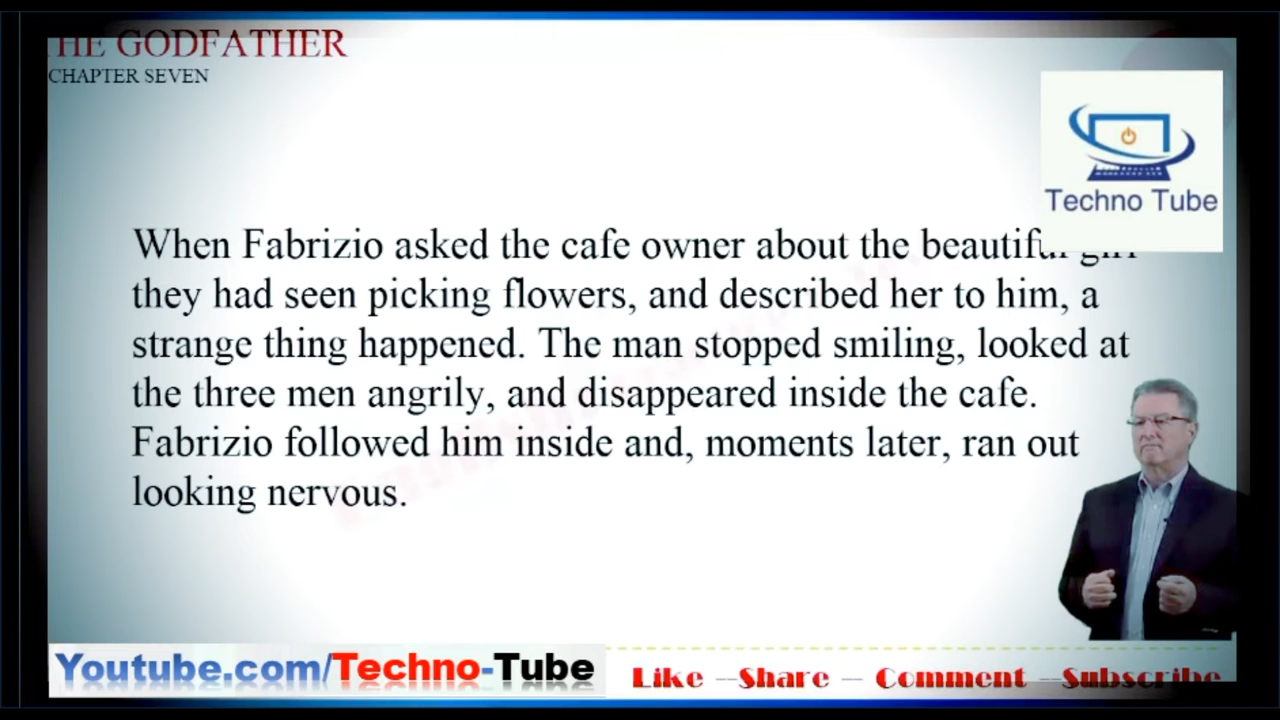 THE GODFATHER
CHAPTER SEVEN
Techno Tube
When Fabrizio asked the cafe owner about the beautiful girl
they had seen picking flowers, and described her to him, a
strange thing happened. The man stopped smiling, looked at
the three men angrily, and disappeared inside the cafe.
Fabrizio followed him inside and, moments later, ran out
looking nervous.
Youtube.com/Techno-Tube
Like – Share – Comment – Subscribe